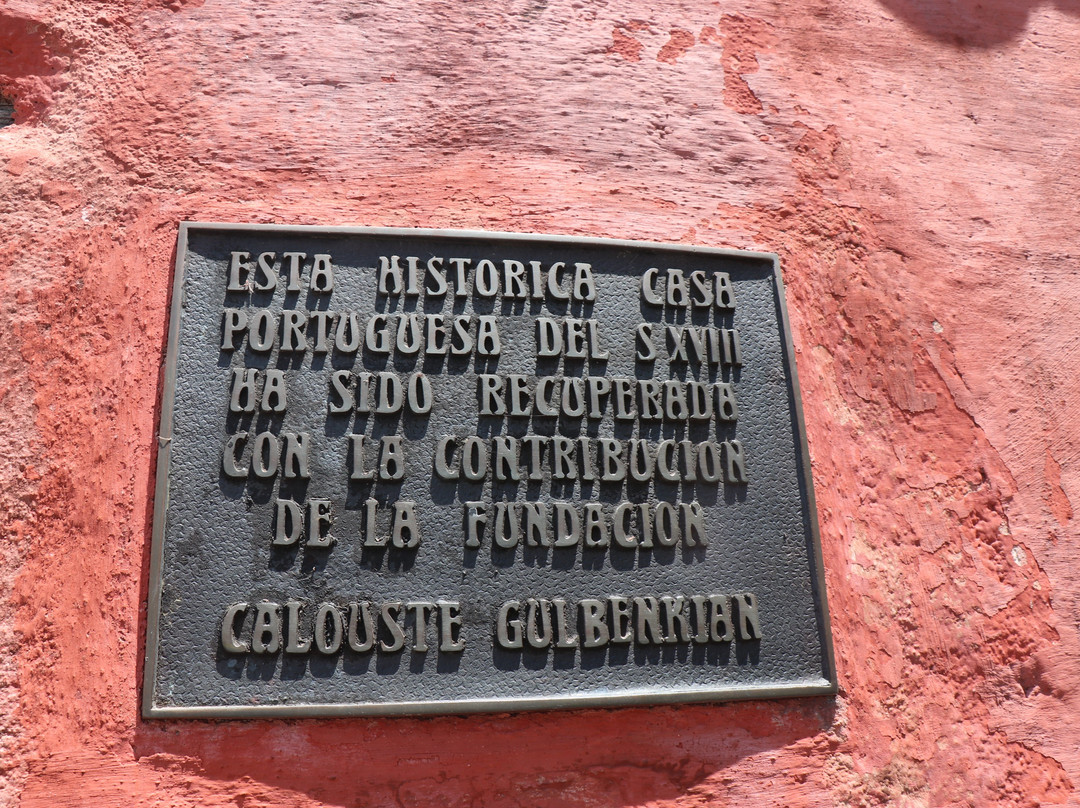 ESTA HISTORICA CASA
PORTUGUESA DEL S XVIII
HA SIDO RECUPERADA
CON LA CONTRIBUCION
DE LA FUNDACION
CALOUSTE GULBENKIAN